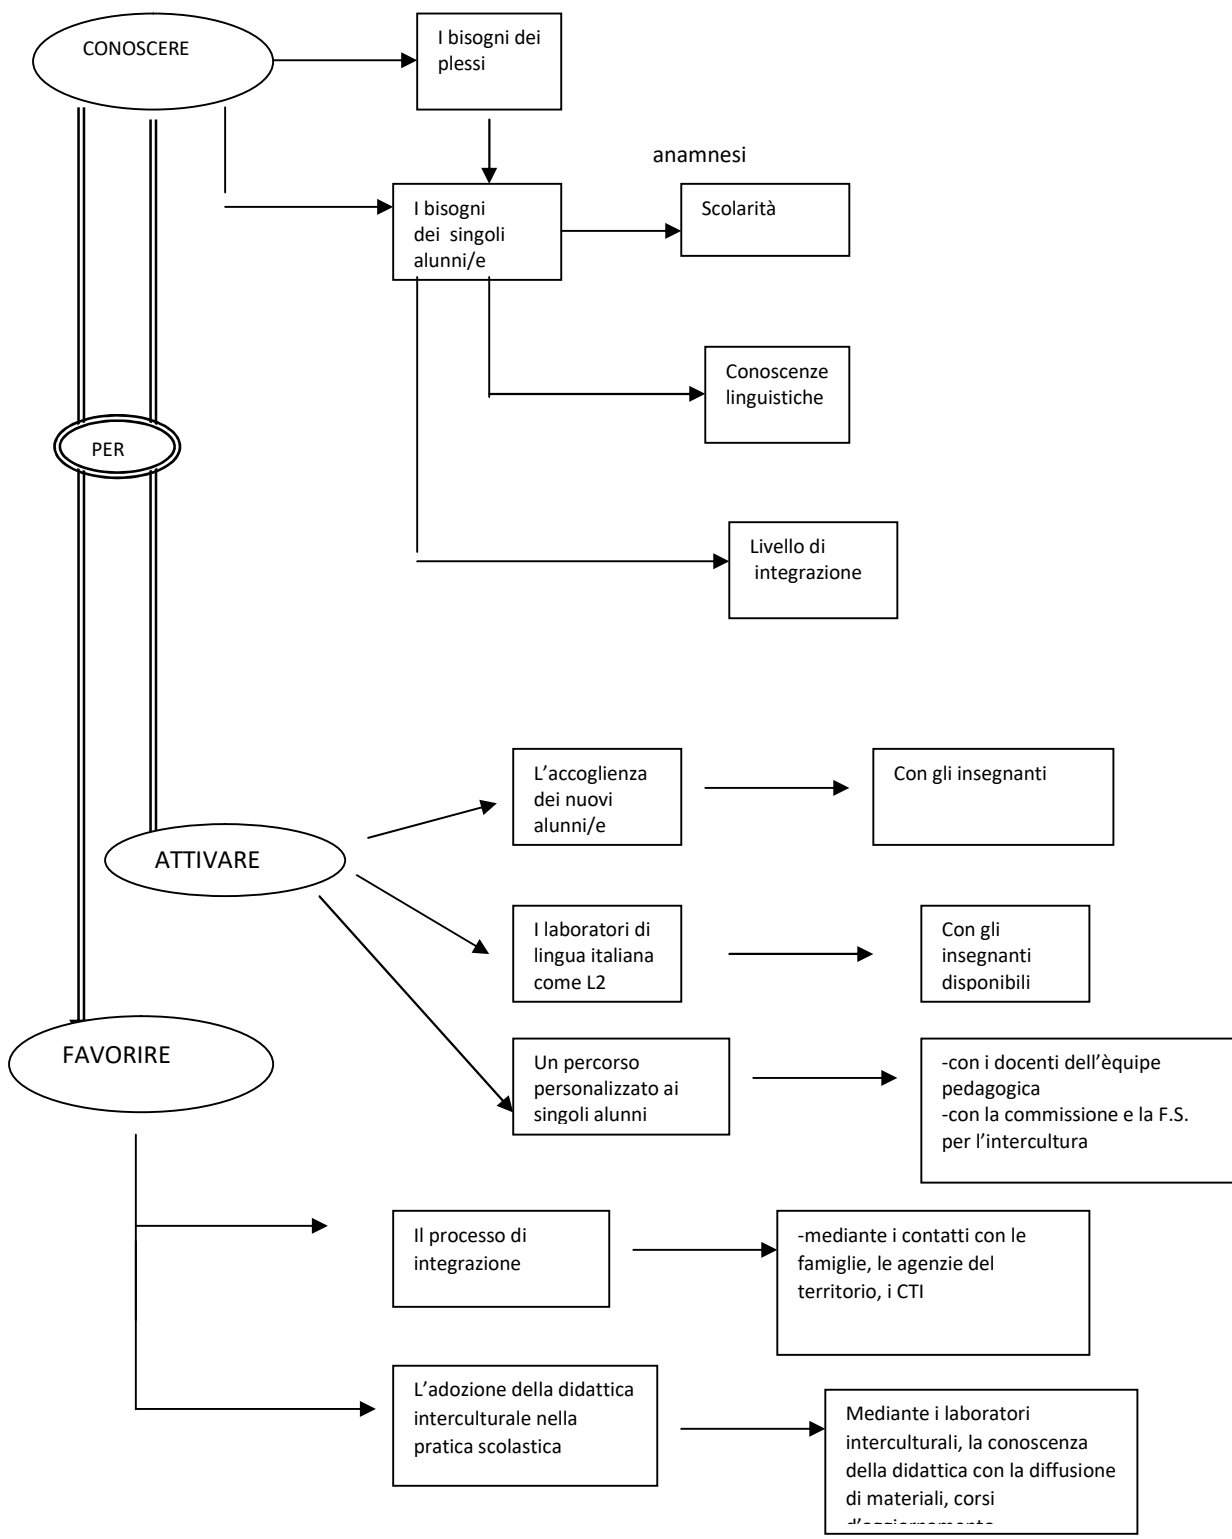 CONOSCERE
I bisogni dei
plessi
anamnesi
I bisogni
dei singoli
alunni/e
Scolarità
Conoscenze
linguistiche
PER
Livello di
integrazione
L’accoglienza
dei nuovi
alunni/e
Con gli insegnanti
ATTIVARE
I laboratori di
lingua italiana
come L2
Con gli
insegnanti
disponibili
FAVORIRE
Un percorso
personalizzato ai
singoli alunni
-con i docenti dell’èquipe
pedagogica
-con la commissione e la F.S.
per l’intercultura
Il processo di
integrazione
-mediante i contatti con le
famiglie, le agenzie del
territorio, i CTI
L’adozione della didattica
interculturale nella
pratica scolastica
Mediante i laboratori
interculturali, la conoscenza
della didattica con la diffusione
di materiali, corsi